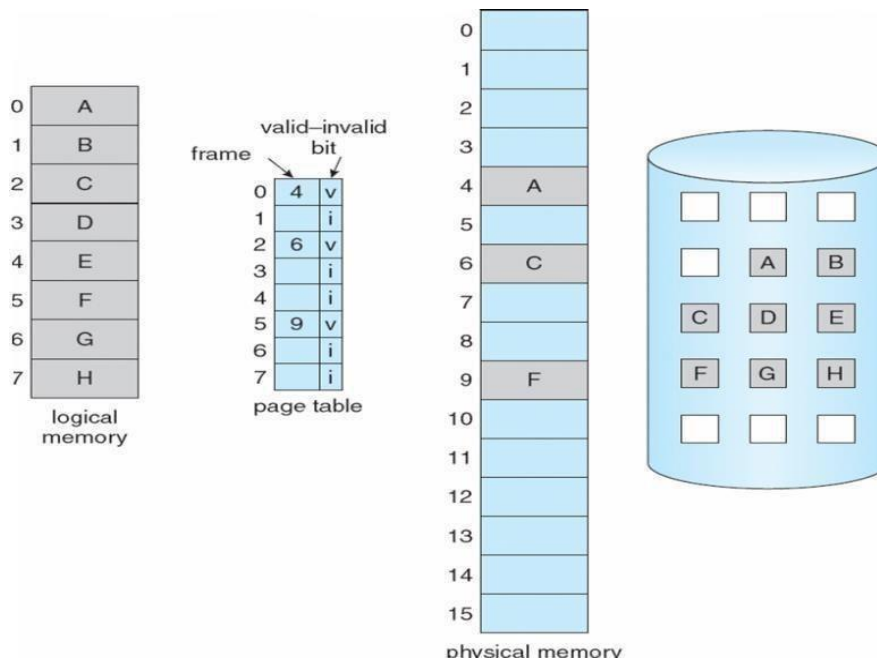 0 A
1 B
2 C
3 D
4 E
5 F
6 G
7 H
logical
memory
valid–invalid
bit
frame
0 4 v
1 i
2 6 v
3 i
4 i
5 9 v
6 i
7 i
page table
0
1
2
3
4 A
5
6 C
7
8
9 F
10
11
12
13
14
15
physical memory
A B
C D E
F G H